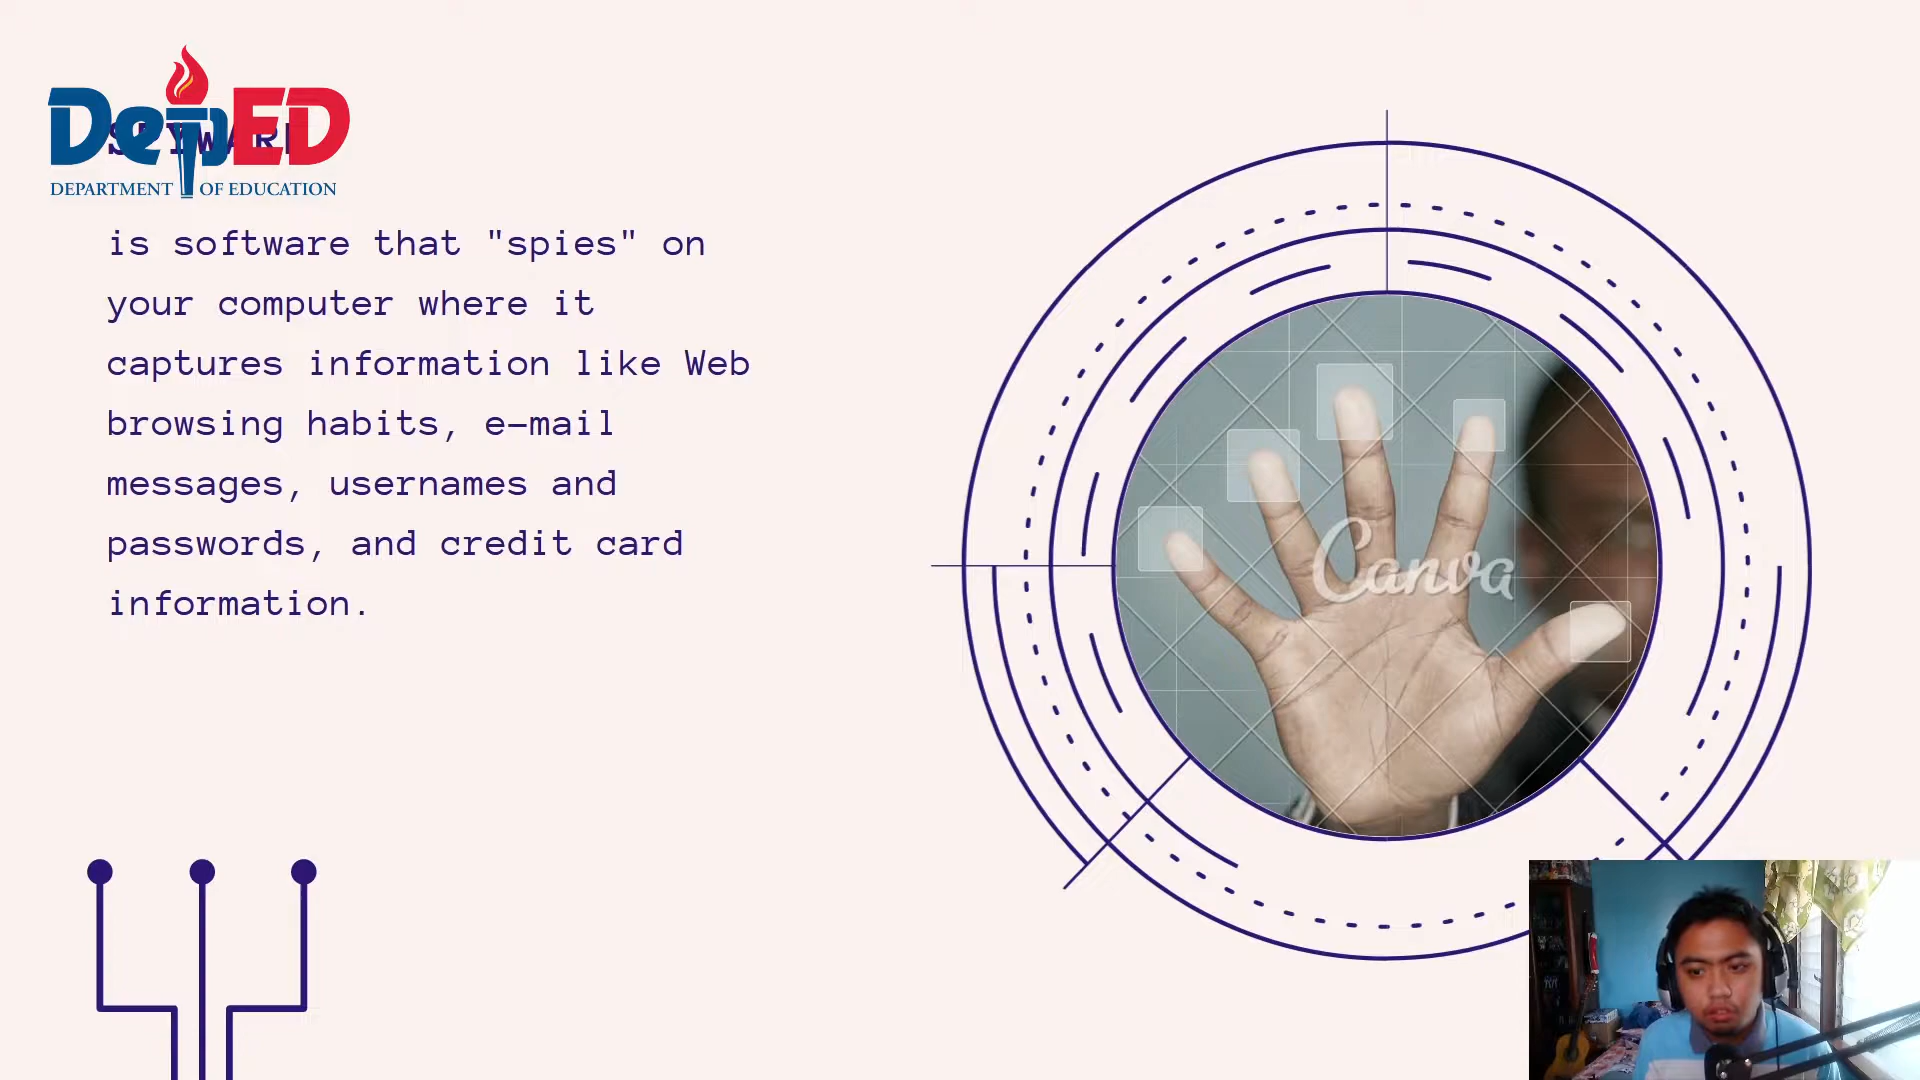 DepED
SPYWARE
DEPARTMENT OF EDUCATION
is software that "spies" on
your computer where it
captures information like Web
browsing habits, e-mail
messages, usernames and
passwords, and credit card
information.
Canva